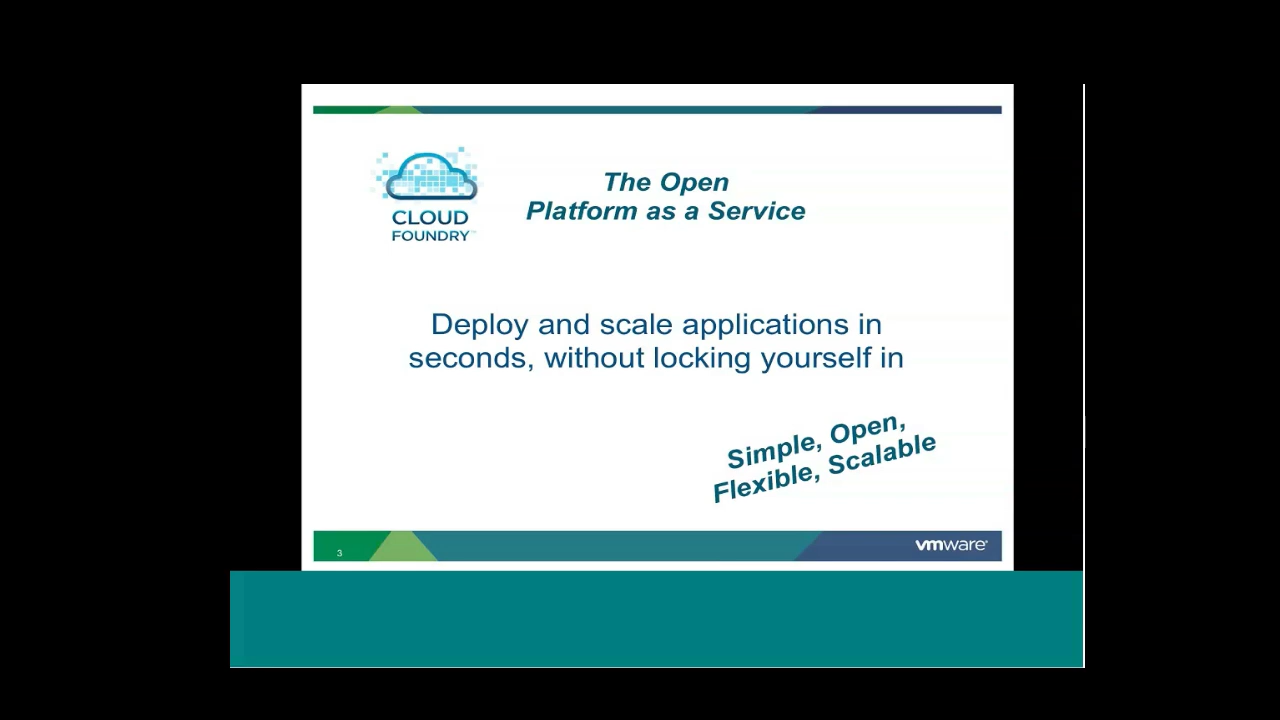 The Open
Platform as a Service
CLOUD
FOUNDRY™
Deploy and scale applications in
seconds, without locking yourself in
Simple, Open,
Flexible, Scalable
3
vmware®